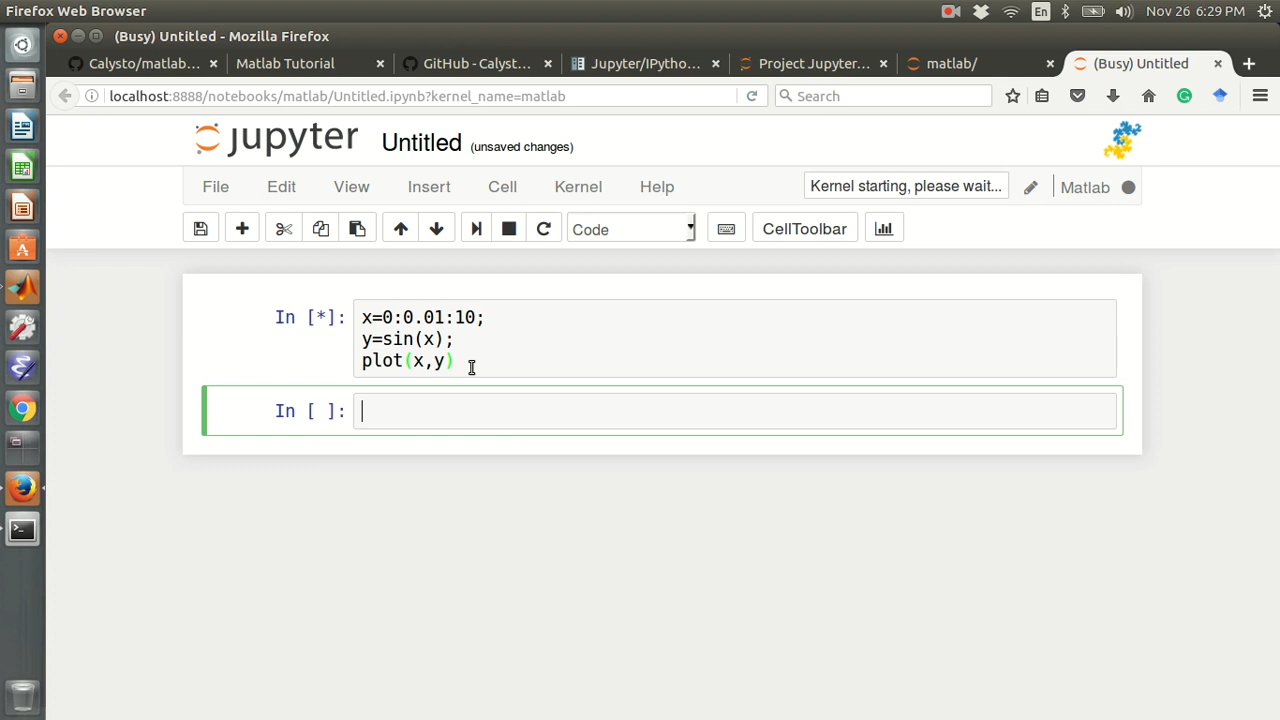 Firefox Web Browser
En
Nov 26 6:29 PM
(Busy) Untitled - Mozilla Firefox
Calysto/matlab...
Matlab Tutorial
GitHub - Calyst...
Jupyter/IPytho...
Project Jupyter...
matlab/
(Busy) Untitled
localhost:8888/notebooks/matlab/Untitled.ipynb?kernel_name=matlab
Search
jupyter Untitled (unsaved changes)
File Edit View Insert Cell Kernel Help Kernel starting, please wait... Matlab
Code CellToolbar
In [*]: x=0:0.01:10;
y=sin(x);
plot(x,y)
In [ ]: